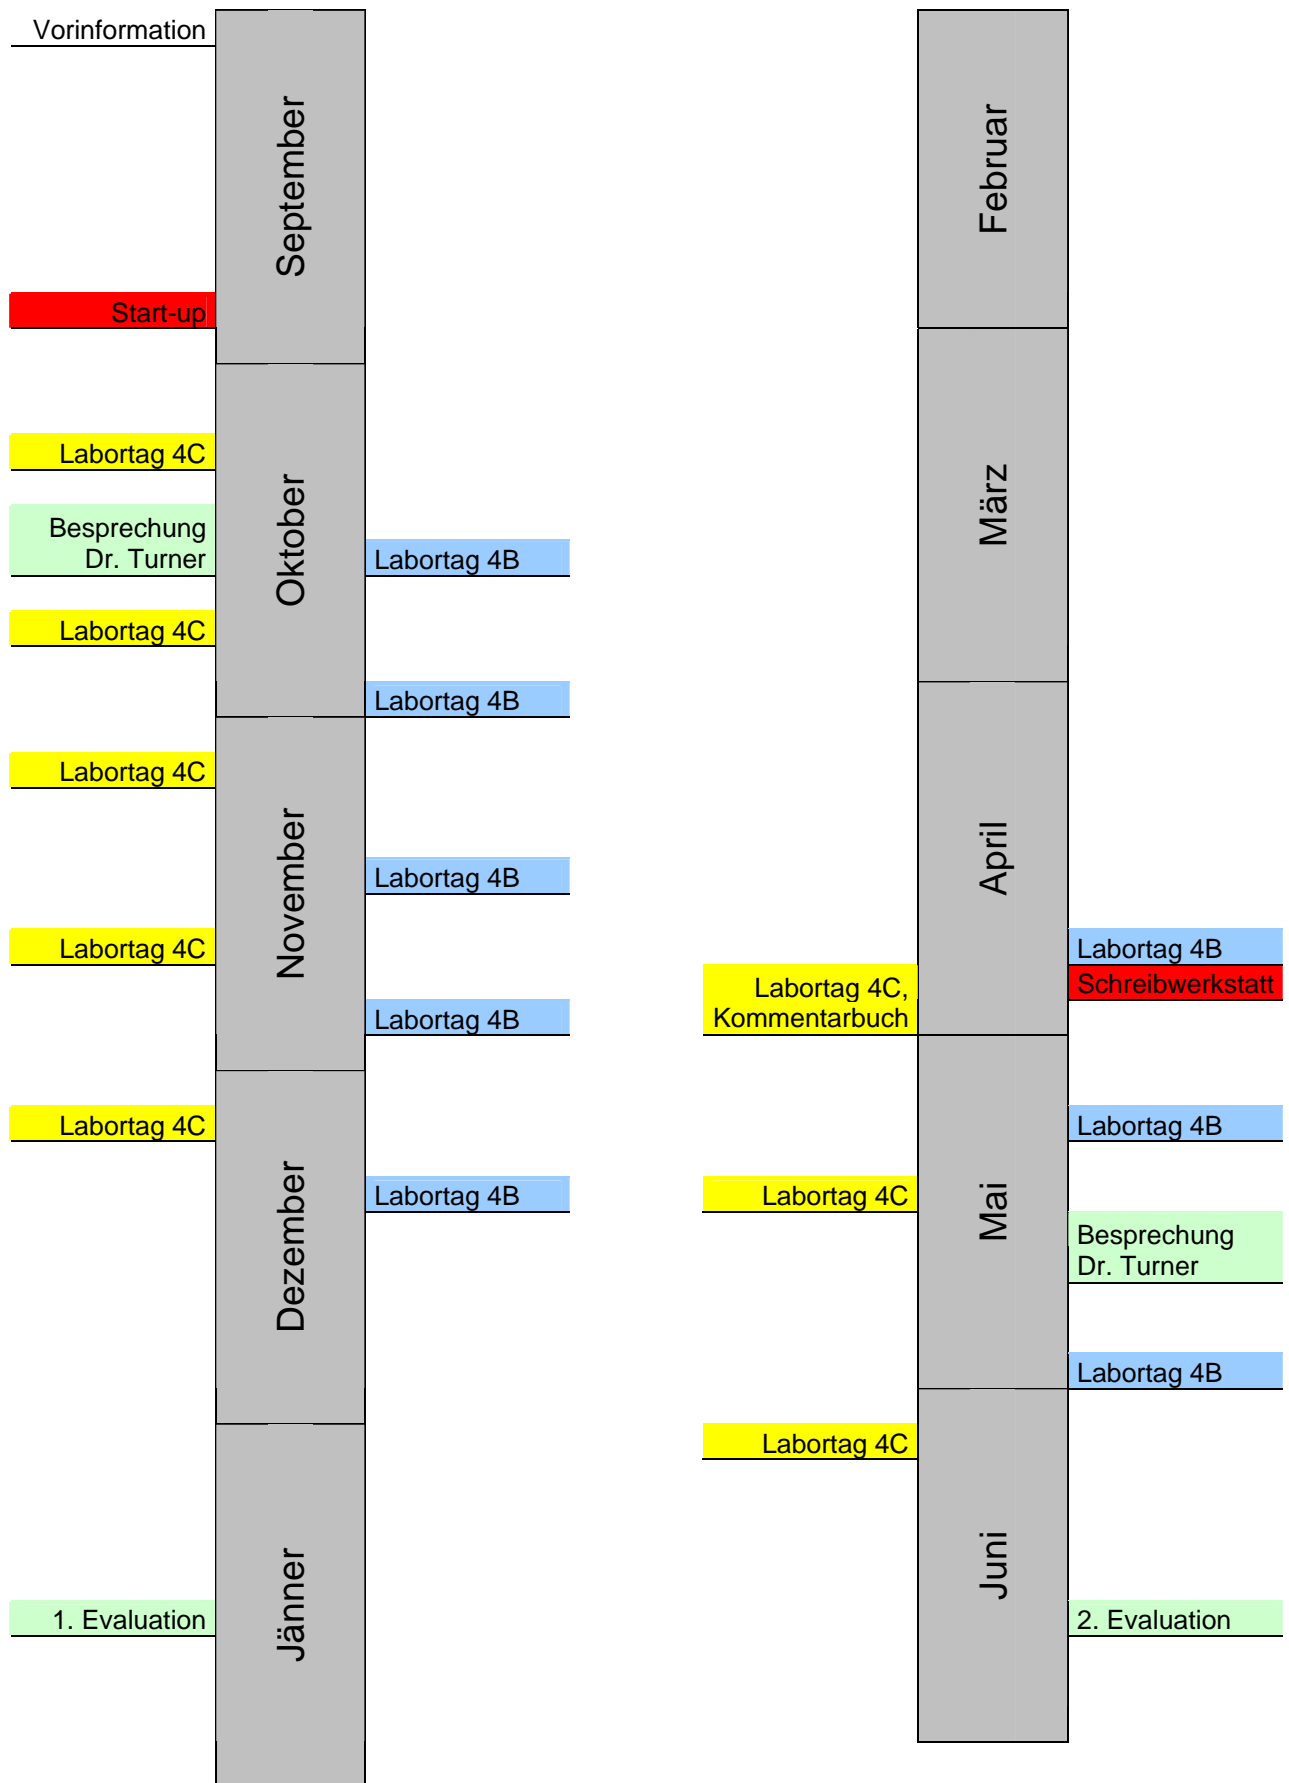 Vorinformation
September
Start-up
Labortag 4C
Oktober
Besprechung
Dr. Turner
Labortag 4B
Labortag 4C
Labortag 4B
Labortag 4C
November
Labortag 4B
Labortag 4C
Labortag 4B
Labortag 4C
Dezember
Labortag 4B
Jänner
1. Evaluation
Februar
März
April
Labortag 4B
Labortag 4C,
Kommentarbuch
Schreibwerkstatt
Labortag 4B
Mai
Labortag 4C
Besprechung
Dr. Turner
Labortag 4B
Labortag 4C
Juni
2. Evaluation